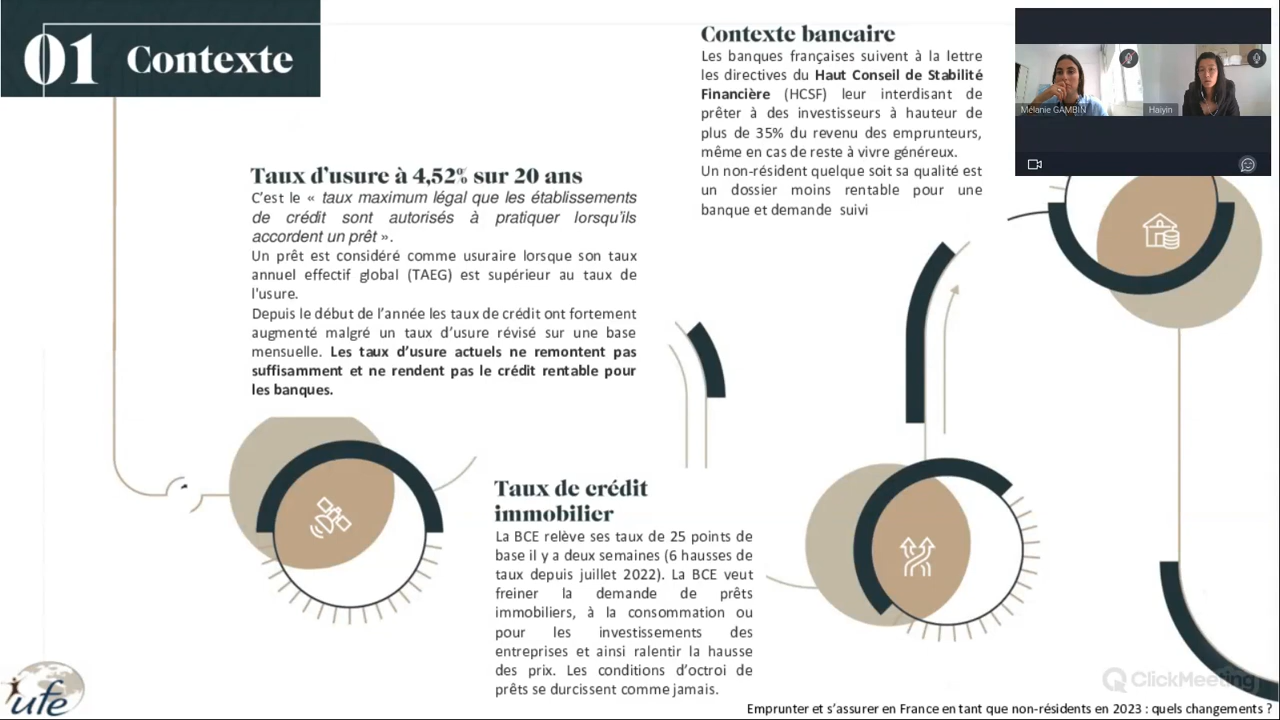 01 Contexte
Taux d'usure à 4,52% sur 20 ans
C'est le « taux maximum légal que les établissements
de crédit sont autorisés à pratiquer lorsqu'ils
accordent un prêt ».
Un prêt est considéré comme usuraire lorsque son taux
annuel effectif global (TAEG) est supérieur au taux de
l'usure.
Depuis le début de l'année les taux de crédit ont fortement
augmenté malgré un taux d'usure révisé sur une base
mensuelle. Les taux d'usure actuels ne remontent pas
suffisamment et ne rendent pas le crédit rentable pour
les banques.
Taux de crédit
immobilier
La BCE relève ses taux de 25 points de
base il y a deux semaines (6 hausses de
taux depuis juillet 2022). La BCE veut
freiner la demande de prêts
immobiliers, à la consommation ou
pour les investissements des
entreprises et ainsi ralentir la hausse
des prix. Les conditions d'octroi de
prêts se durcissent comme jamais.
Contexte bancaire
Les banques françaises suivent à la lettre
les directives du Haut Conseil de Stabilité
Financière (HCSF) leur interdisant de
prêter à des investisseurs à hauteur de
plus de 35% du revenu des emprunteurs,
même en cas de reste à vivre généreux.
Un non-résident quelque soit sa qualité est
un dossier moins rentable pour une
banque et demande suivi
Mélanie GAMBIN
Haiyin
ufe
ClickMeeting
Emprunter et s'assurer en France en tant que non-résidents en 2023 : quels changements ?